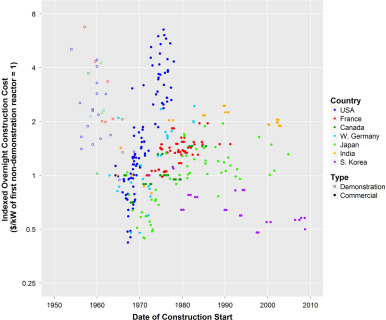 Indexed Overnight Construction Cost
($/kW of first non-demonstration reactor = 1)
8
4
2
1
0.5
0.25
1950
1960
1970
1980
1990
2000
2010
Date of Construction Start
Country
USA
France
Canada
W. Germany
Japan
India
S. Korea
Type
Demonstration
Commercial